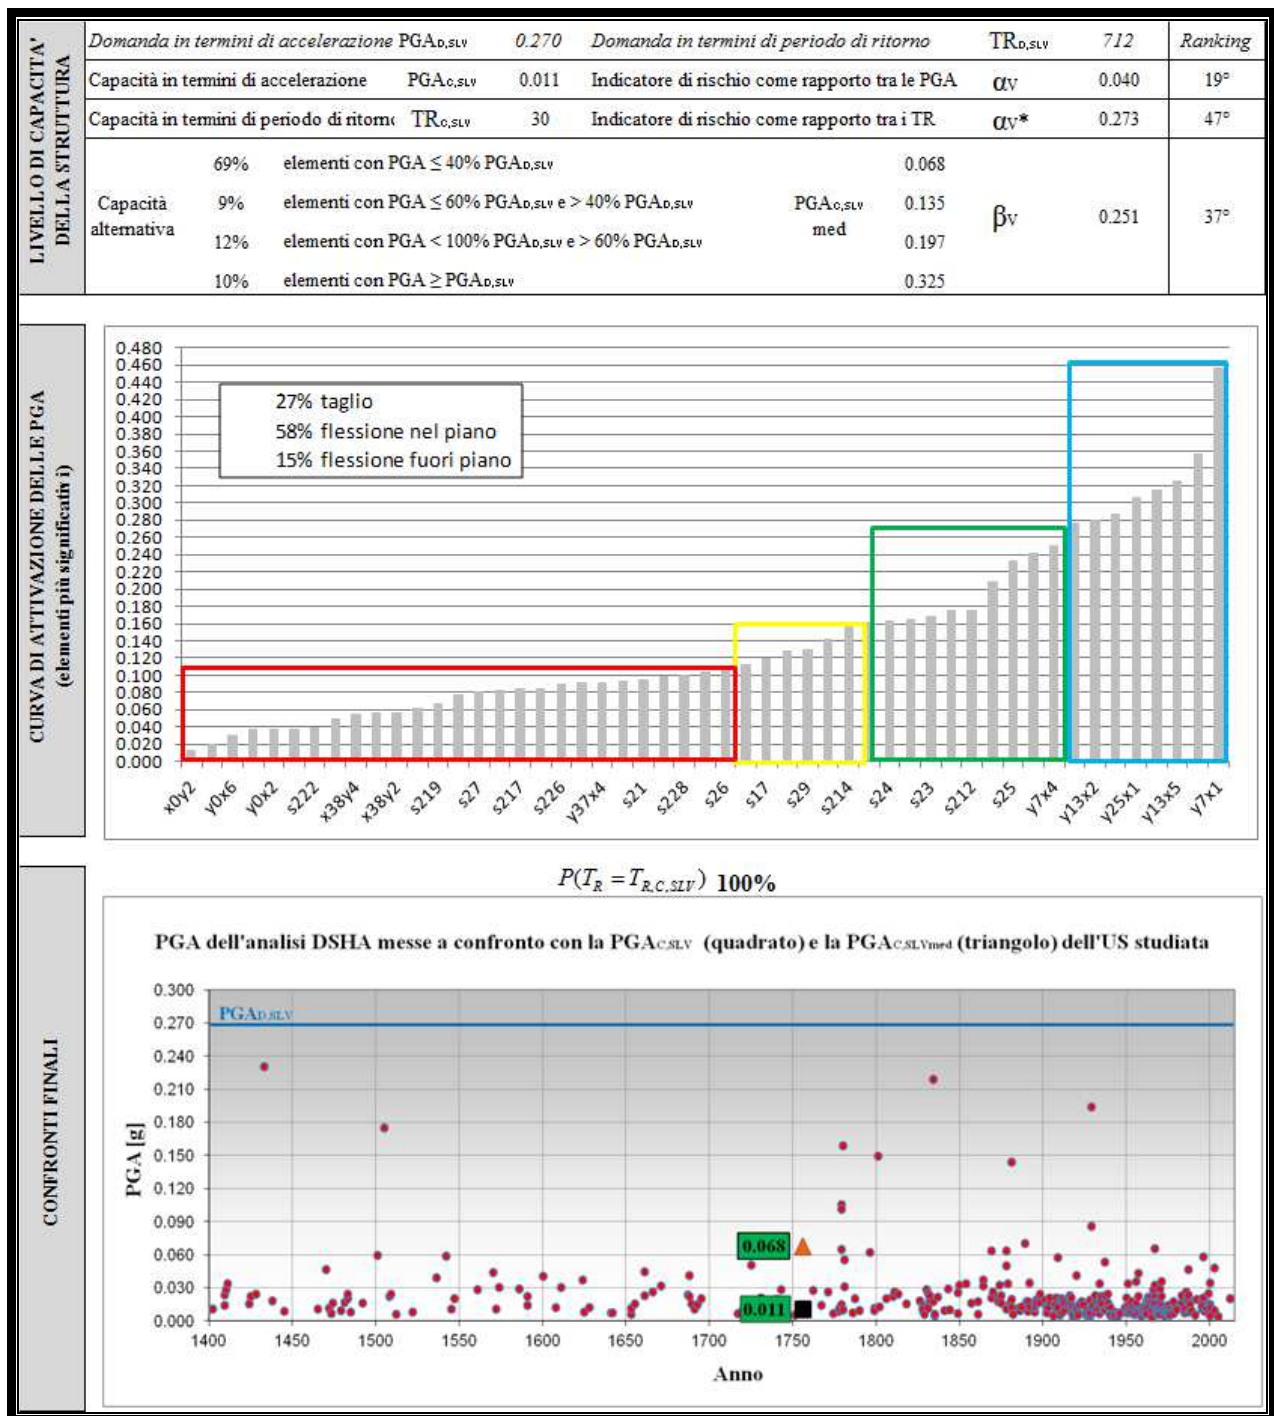 LIVELLO DI CAPACITA'
DELLA STRUTTURA
Domanda in termini di accelerazione PGAD,SLV 0.270 Domanda in termini di periodo di ritorno TRD,SLV 712 Ranking
Capacità in termini di accelerazione PGAC,SLV 0.011 Indicatore di rischio come rapporto tra le PGA αV 0.040 19°
Capacità in termini di periodo di ritorno TRC,SLV 30 Indicatore di rischio come rapporto tra i TR αV* 0.273 47°
Capacità
alternativa
69% elementi con PGA ≤ 40% PGAD,SLV 0.068
9% elementi con PGA ≤ 60% PGAD,SLV e > 40% PGAD,SLV 0.135
12% elementi con PGA < 100% PGAD,SLV e > 60% PGAD,SLV 0.197
10% elementi con PGA ≥ PGAD,SLV 0.325
PGAC,SLV
med
βV 0.251 37°
CURVA DI ATTIVAZIONE DELLE PGA
(elementi più significativi)
0.480
0.460
0.440
0.420
0.400
0.380
0.360
0.340
0.320
0.300
0.280
0.260
0.240
0.220
0.200
0.180
0.160
0.140
0.120
0.100
0.080
0.060
0.040
0.020
0.000
27% taglio
58% flessione nel piano
15% flessione fuori piano
x0y2 y0x6 y0x2 s222 x38y4 x38y2 s219 s27 s217 s226 y37x4 s21 s228 s26 s17 s29 s214 s24 s23 s212 s25 y7x4 y13x2 y25x1 y13x5 y7x1
CONFRONTI FINALI
P(TR = TR,C,SLV) 100%
PGA dell'analisi DSHA messe a confronto con la PGAC,SLV (quadrato) e la PGAC,SLVmed (triangolo) dell'US studiata
PGA [g]
0.300
0.270
0.240
0.210
0.180
0.150
0.120
0.090
0.060
0.030
0.000
PGAD,SLV
0.068
0.011
1400 1450 1500 1550 1600 1650 1700 1750 1800 1850 1900 1950 2000
Anno